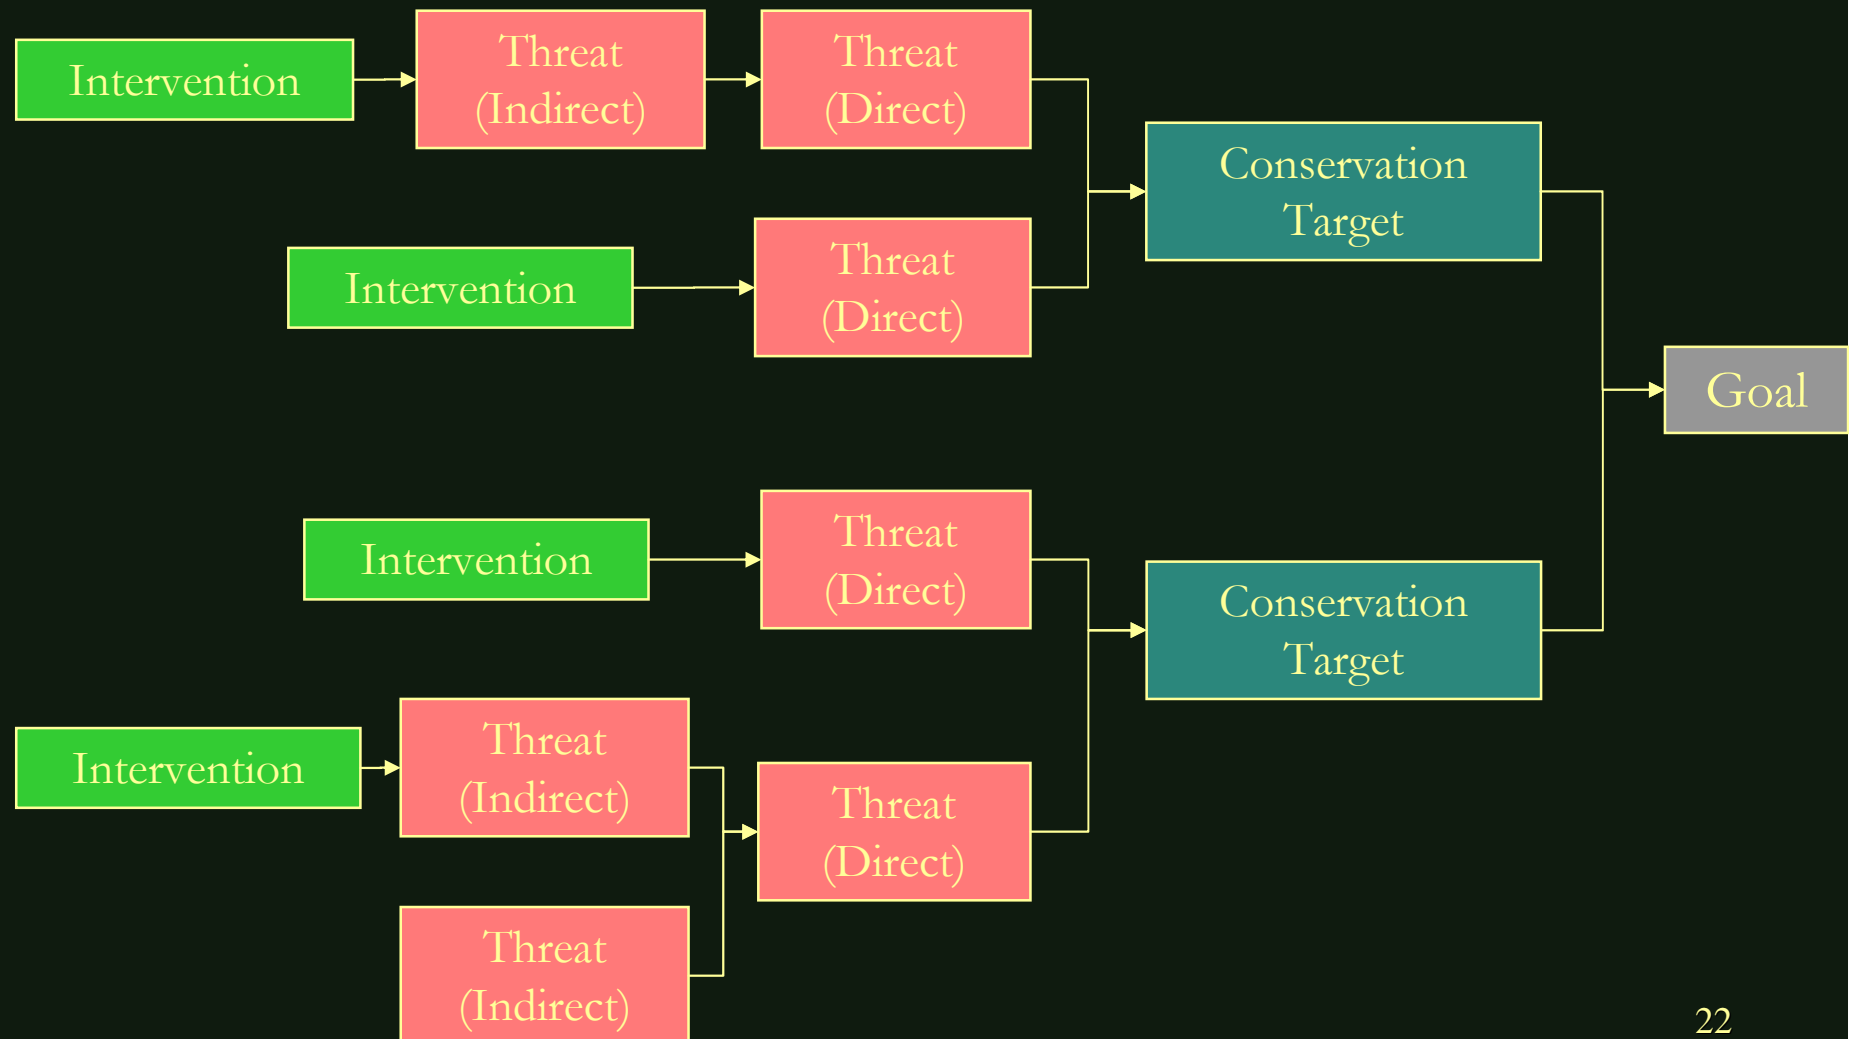 Intervention
Threat
(Indirect)
Threat
(Direct)
Conservation
Target
Intervention
Threat
(Direct)
Goal
Intervention
Threat
(Direct)
Conservation
Target
Intervention
Threat
(Indirect)
Threat
(Direct)
Threat
(Indirect)
22